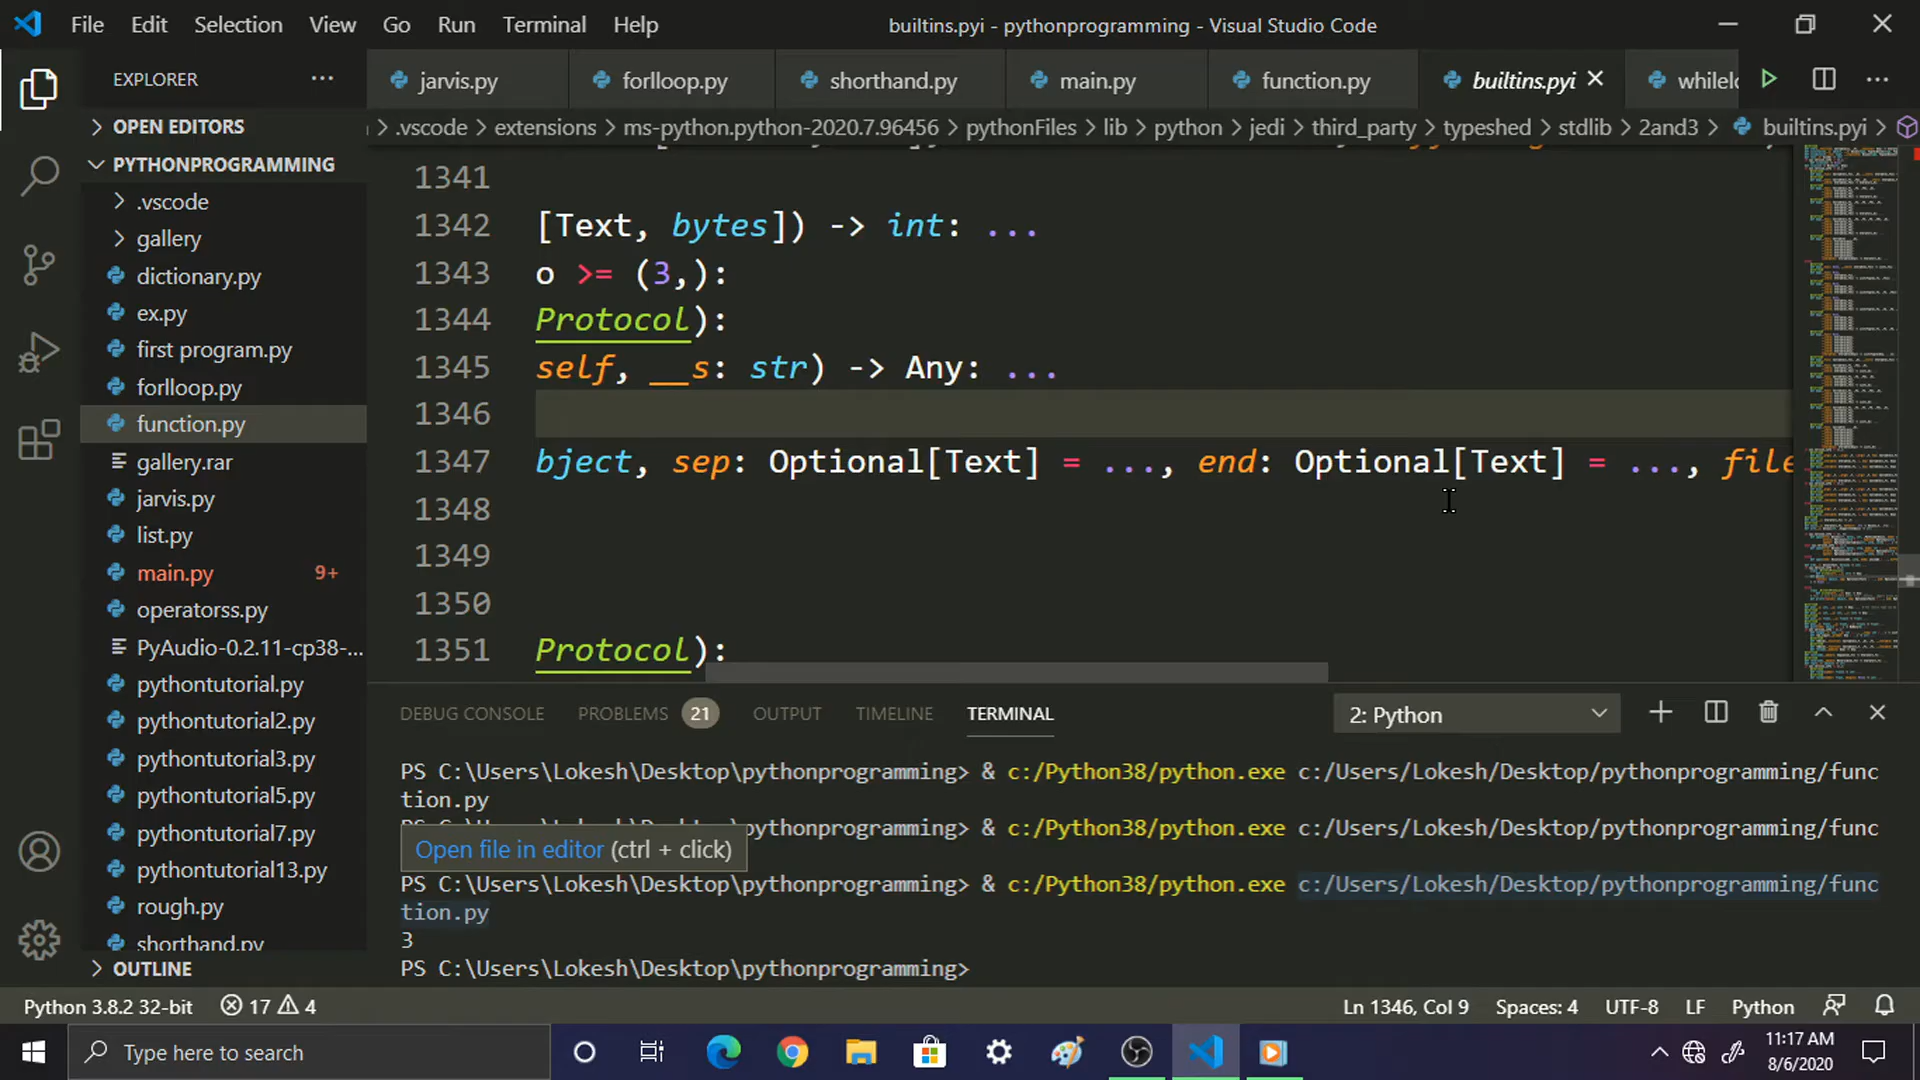 File Edit Selection View Go Run Terminal Help builtins.pyi - pythonprogramming - Visual Studio Code
EXPLORER
jarvis.py forlloop.py shorthand.py main.py function.py builtins.pyi whilelo
.vscode > extensions > ms-python.python-2020.7.96456 > pythonFiles > lib > python > jedi > third_party > typeshed > stdlib > 2and3 > builtins.pyi >
OPEN EDITORS
PYTHONPROGRAMMING
.vscode
gallery
dictionary.py
ex.py
first program.py
forlloop.py
function.py
gallery.rar
jarvis.py
list.py
main.py 9+
operatorss.py
PyAudio-0.2.11-cp38-...
pythontutorial.py
pythontutorial2.py
pythontutorial3.py
pythontutorial5.py
pythontutorial7.py
pythontutorial13.py
rough.py
shorthand.py
OUTLINE
1341
1342 [Text, bytes]) -> int: ...
1343 o >= (3,):
1344 Protocol):
1345 self, __s: str) -> Any: ...
1346
1347 bject, sep: Optional[Text] = ..., end: Optional[Text] = ..., file
1348
1349
1350
1351 Protocol):
DEBUG CONSOLE PROBLEMS 21 OUTPUT TIMELINE TERMINAL 2: Python
PS C:\Users\Lokesh\Desktop\pythonprogramming> & c:/Python38/python.exe c:/Users/Lokesh/Desktop/pythonprogramming/func
tion.py
pythonprogramming> & c:/Python38/python.exe c:/Users/Lokesh/Desktop/pythonprogramming/func
Open file in editor (ctrl + click)
PS C:\Users\Lokesh\Desktop\pythonprogramming> & c:/Python38/python.exe c:/Users/Lokesh/Desktop/pythonprogramming/func
tion.py
3
PS C:\Users\Lokesh\Desktop\pythonprogramming>
Python 3.8.2 32-bit 17 4 Ln 1346, Col 9 Spaces: 4 UTF-8 LF Python
Type here to search
11:17 AM
8/6/2020